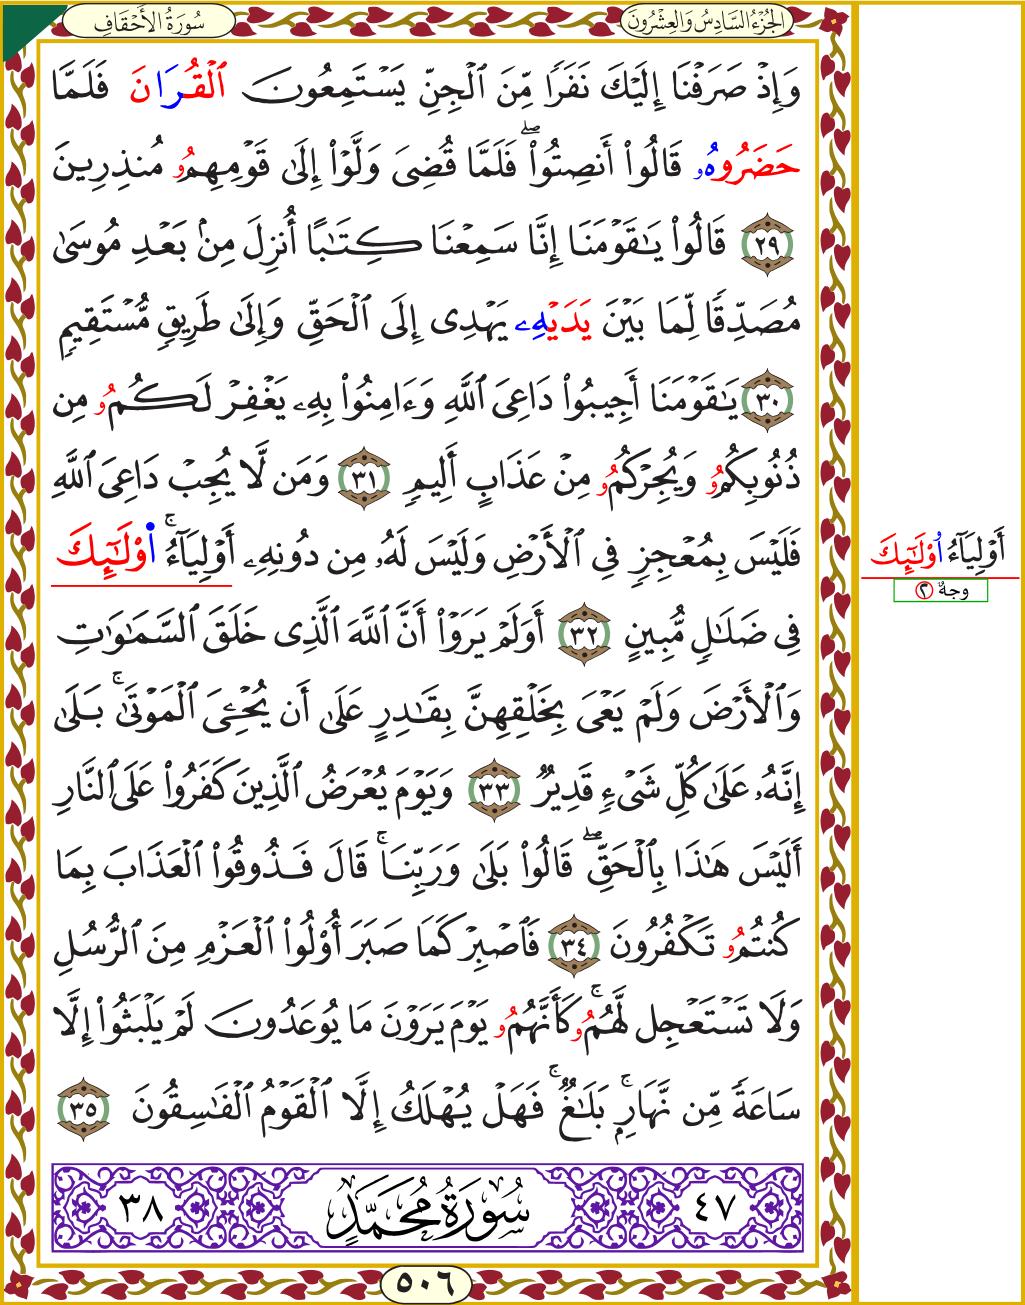 الجُزْءُ السَّادِسُ وَالعِشْرُونَ
سُورَةُ الأَحْقَافِ
وَإِذْ صَرَفْنَا إِلَيْكَ نَفَرًا مِّنَ ٱلْجِنِّ يَسْتَمِعُونَ ٱلْقُرَانَ فَلَمَّا
حَضَرُوهُۥ قَالُوا۟ أَنصِتُوا۟ ۖ فَلَمَّا قُضِىَ وَلَّوْا۟ إِلَىٰ قَوْمِهِمُۥ مُنذِرِينَ
٢٩ قَالُوا۟ يَـٰقَوْمَنَا إِنَّا سَمِعْنَا كِتَـٰبًا أُنزِلَ مِنۢ بَعْدِ مُوسَىٰ
مُصَدِّقًا لِّمَا بَيْنَ يَدَيْهِۦ يَهْدِى إِلَى ٱلْحَقِّ وَإِلَىٰ طَرِيقٍ مُّسْتَقِيمٍ
٣٠ يَـٰقَوْمَنَا أَجِيبُوا۟ دَاعِىَ ٱللَّهِ وَءَامِنُوا۟ بِهِۦ يَغْفِرْ لَكُمُۥ مِن
ذُنُوبِكُمُۥ وَيُجِرْكُمُۥ مِنْ عَذَابٍ أَلِيمٍ ٣١ وَمَن لَّا يُجِبْ دَاعِىَ ٱللَّهِ
فَلَيْسَ بِمُعْجِزٍ فِى ٱلْأَرْضِ وَلَيْسَ لَهُۥ مِن دُونِهِۦ أَوْلِيَآءُ ۚ ا۬وْلَـٰٓئِكَ
فِى ضَلَـٰلٍ مُّبِينٍ ٣٢ أَوَلَمْ يَرَوْا۟ أَنَّ ٱللَّهَ ٱلَّذِى خَلَقَ ٱلسَّمَـٰوَٰتِ
وَٱلْأَرْضَ وَلَمْ يَعْىَ بِخَلْقِهِنَّ بِقَـٰدِرٍ عَلَىٰ أَن يُحْـِۧىَ ٱلْمَوْتَىٰ ۚ بَلَىٰ
إِنَّهُۥ عَلَىٰ كُلِّ شَىْءٍ قَدِيرٌ ٣٣ وَيَوْمَ يُعْرَضُ ٱلَّذِينَ كَفَرُوا۟ عَلَى ٱلنَّارِ
أَلَيْسَ هَـٰذَا بِٱلْحَقِّ ۖ قَالُوا۟ بَلَىٰ وَرَبِّنَا ۚ قَالَ فَذُوقُوا۟ ٱلْعَذَابَ بِمَا
كُنتُمُۥ تَكْفُرُونَ ٣٤ فَٱصْبِرْ كَمَا صَبَرَ أُو۟لُوا۟ ٱلْعَزْمِ مِنَ ٱلرُّسُلِ
وَلَا تَسْتَعْجِل لَّهُمُۥ ۚ كَأَنَّهُمُۥ يَوْمَ يَرَوْنَ مَا يُوعَدُونَ لَمْ يَلْبَثُوا۟ إِلَّا
سَاعَةً مِّن نَّهَارٍ ۚ بَلَـٰغٌ ۚ فَهَلْ يُهْلَكُ إِلَّا ٱلْقَوْمُ ٱلْفَـٰسِقُونَ ٣٥
٤٧ سُورَةُ مُحَمَّدٍ ٣٨
٥٠٦
أَوْلِيَآءُ اُوْلَـٰٓئِكَ
وجهٌ ٢